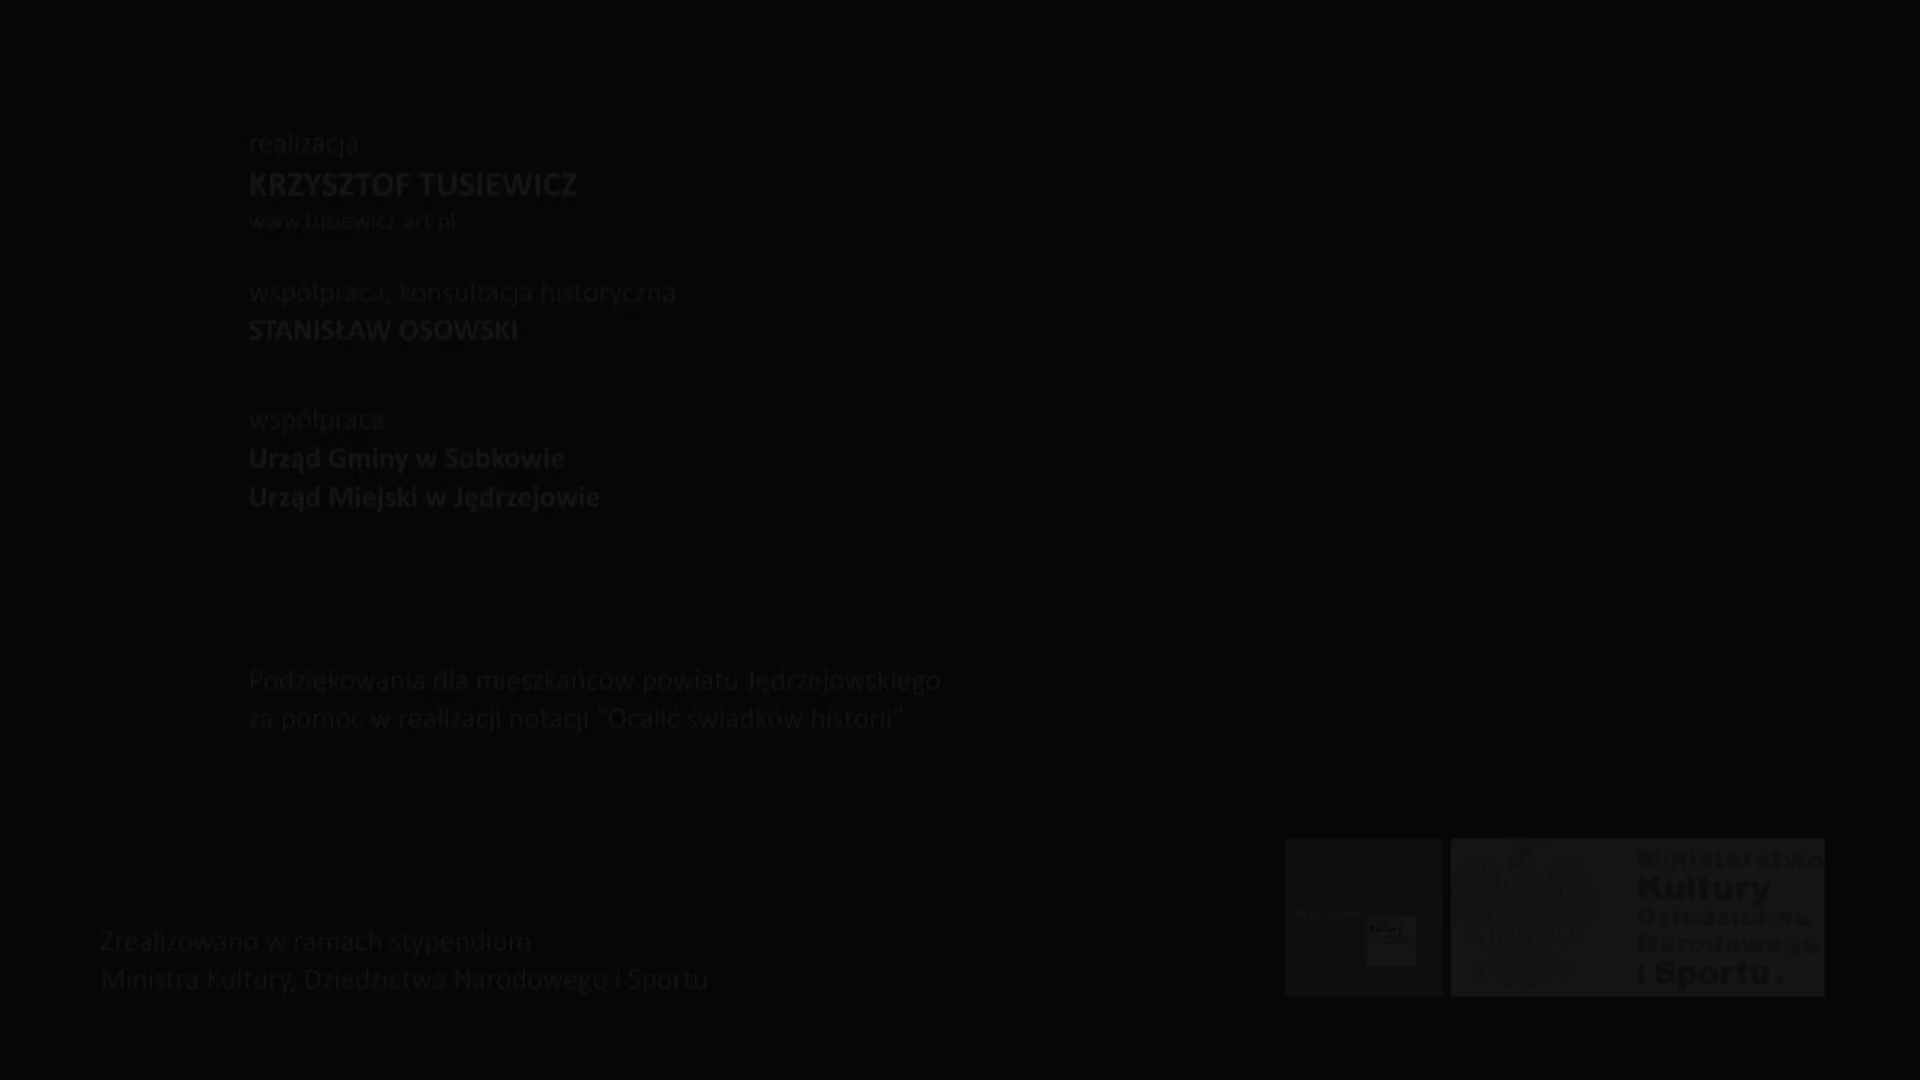 realizacja
KRZYSZTOF TUSIEWICZ
www.tusiewicz.art.pl
współpraca, konsultacja historyczna
STANISŁAW OSOWSKI
współpraca
Urząd Gminy w Sobkowie
Urząd Miejski w Jędrzejowie
Podziękowania dla mieszkańców powiatu Jędrzejowskiego
za pomoc w realizacji notacji "Ocalić świadków historii"
Zrealizowano w ramach stypendium
Ministra Kultury, Dziedzictwa Narodowego i Sportu
Kultury
Ministerstwo
Kultury
Dziedzictwa
Narodowego
i Sportu.